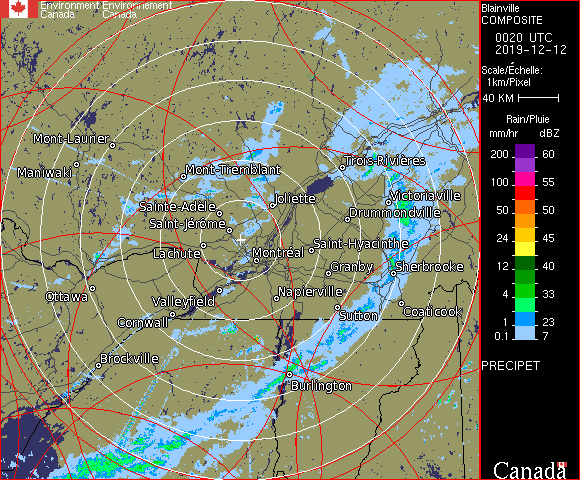 Environment Environnement
Canada Canada
Blainville
COMPOSITE
0020 UTC
2019-12-12
Scale/Échelle:
1km/Pixel
40 KM
Rain/Pluie
mm/hr dBZ
200 60
100 55
50 50
24 45
12 40
4 33
1 23
0.1 7
PRECIPET
Canada
Mont-Laurier
Maniwaki
Mont-Tremblant
Trois-Rivières
Sainte-Adèle
Joliette
Victoriaville
Drummondville
Saint-Jérôme
Lachute
Montréal
Saint-Hyacinthe
Granby
Sherbrooke
Ottawa
Valleyfield
Napierville
Cornwall
Sutton
Coaticook
Brockville
Burlington